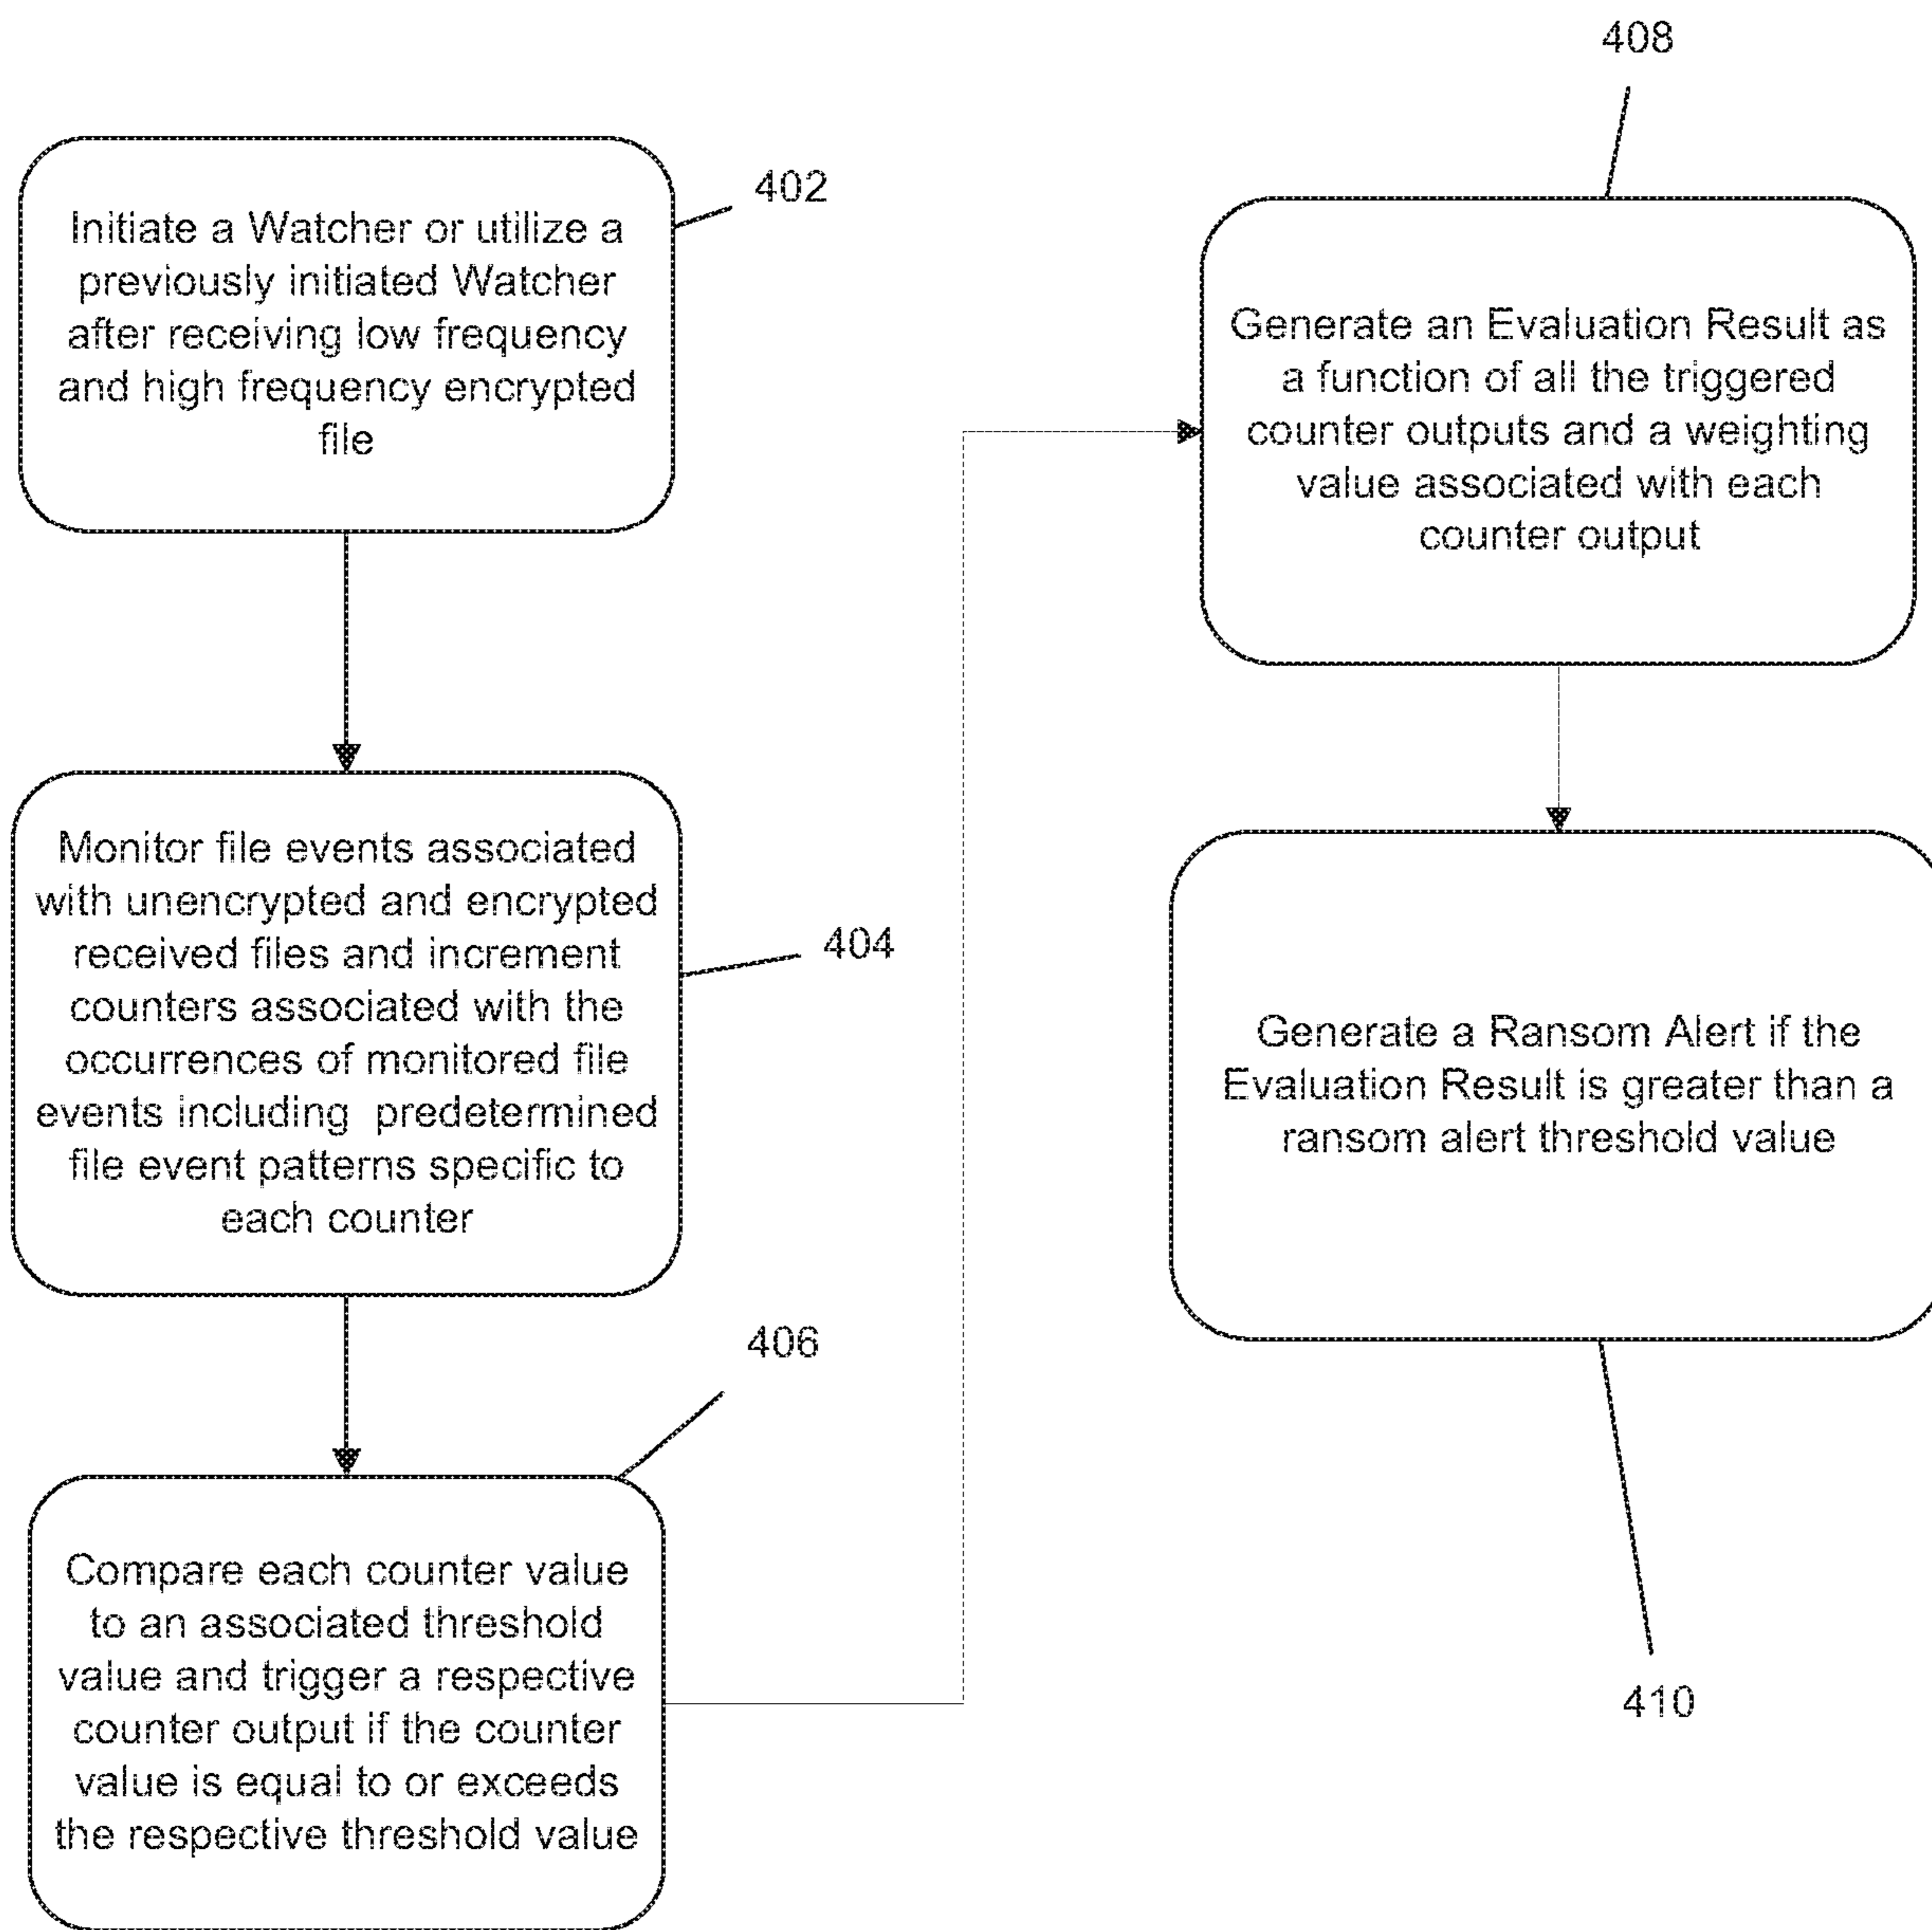 402
Initiate a Watcher or utilize a
previously initiated Watcher
after receiving low frequency
and high frequency encrypted
file
404
Monitor file events associated
with unencrypted and encrypted
received files and increment
counters associated with the
occurrences of monitored file
events including predetermined
file event patterns specific to
each counter
406
Compare each counter value
to an associated threshold
value and trigger a respective
counter output if the counter
value is equal to or exceeds
the respective threshold value
408
Generate an Evaluation Result as
a function of all the triggered
counter outputs and a weighting
value associated with each
counter output
Generate a Ransom Alert if the
Evaluation Result is greater than a
ransom alert threshold value
410